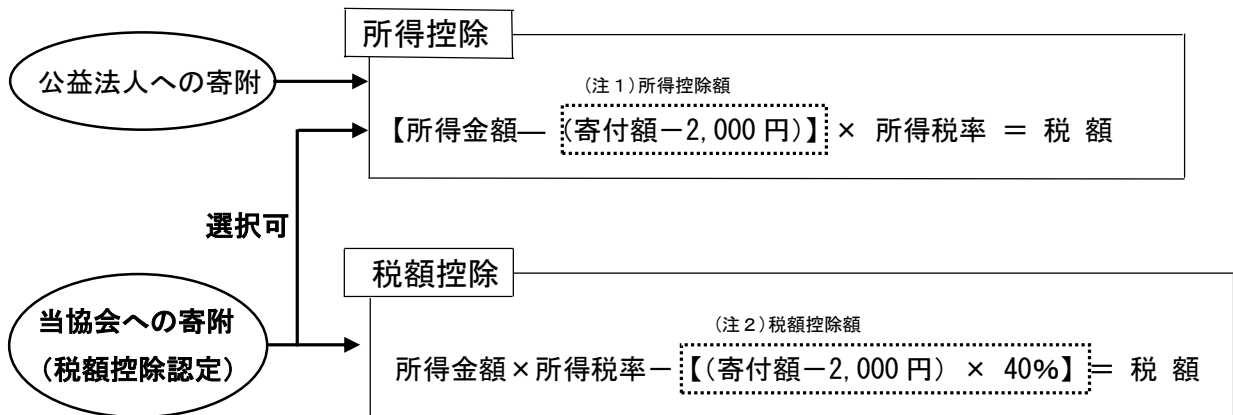 所得控除
公益法人への寄附
(注1)所得控除額
【所得金額― (寄付額－2,000円)】 × 所得税率 ＝ 税 額
選択可
税額控除
当協会への寄附
(税額控除認定)
(注2)税額控除額
所得金額×所得税率－【(寄付額－2,000円) × 40%】＝ 税 額